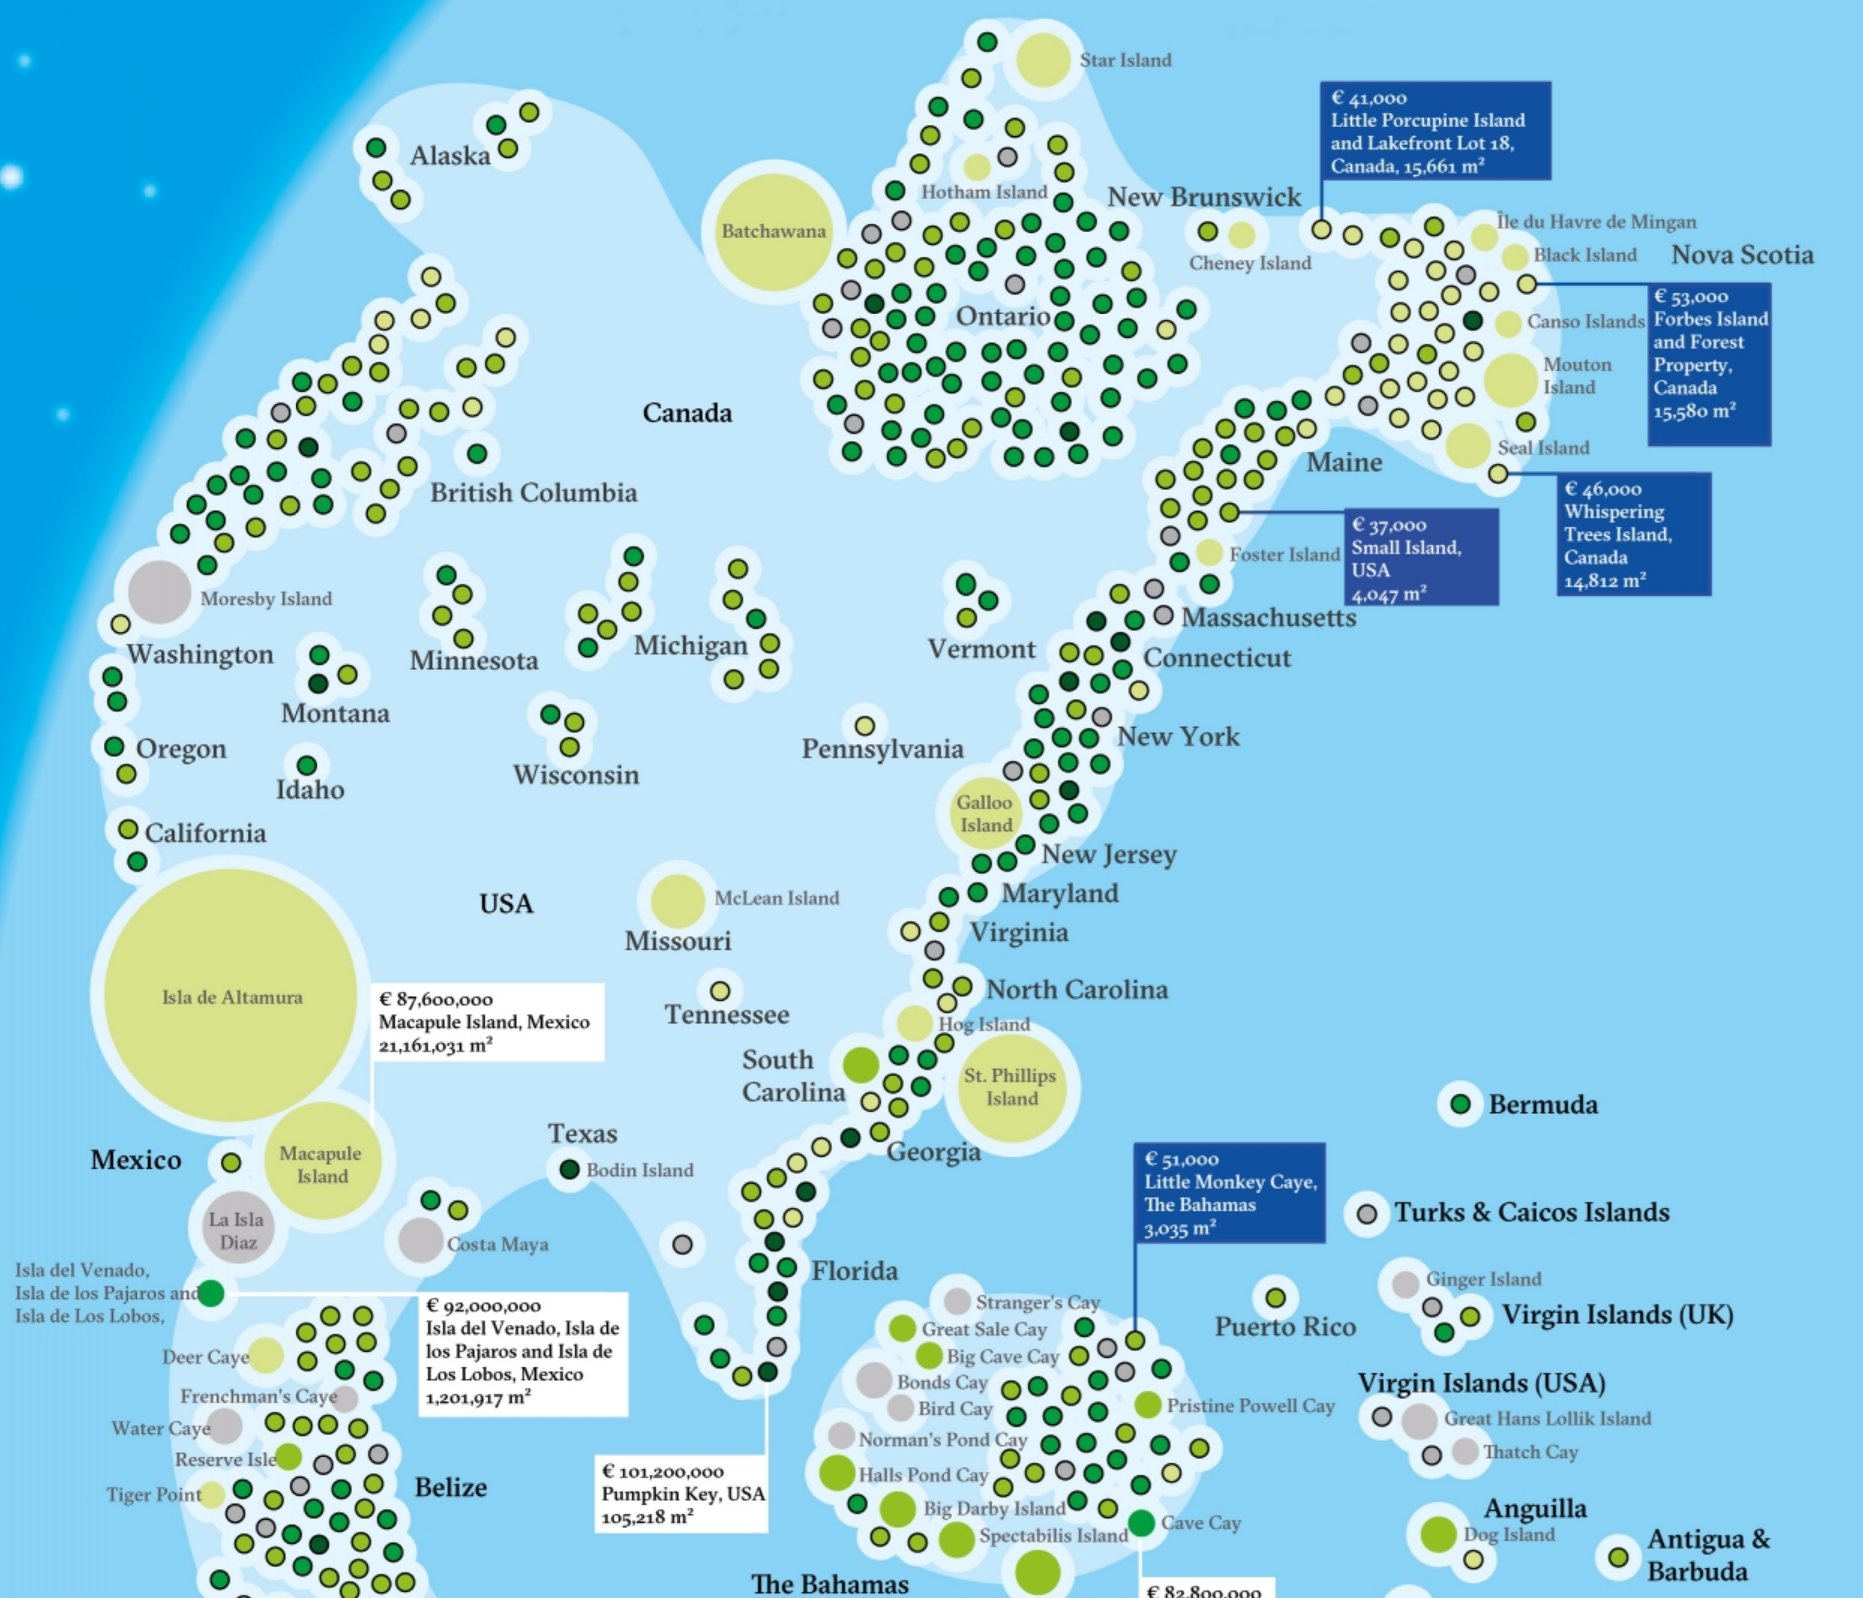 Star Island
€ 41,000
Little Porcupine Island
and Lakefront Lot 18,
Canada, 15,661 m²
Alaska
Hotham Island
New Brunswick
Batchawana
Île du Havre de Mingan
Black Island
Nova Scotia
Cheney Island
€ 53,000
Forbes Island
and Forest
Property,
Canada
15,580 m²
Ontario
Canso Islands
Mouton
Island
Canada
Seal Island
Maine
British Columbia
€ 46,000
Whispering
Trees Island,
Canada
14,812 m²
€ 37,000
Small Island,
USA
4,047 m²
Foster Island
Moresby Island
Massachusetts
Washington
Minnesota
Michigan
Vermont
Connecticut
Montana
New York
Oregon
Pennsylvania
Idaho
Wisconsin
Galloo
Island
California
New Jersey
USA
McLean Island
Maryland
Missouri
Virginia
Isla de Altamura
€ 87,600,000
Macapule Island, Mexico
21,161,031 m²
Tennessee
North Carolina
Hog Island
South
Carolina
St. Phillips
Island
Bermuda
Texas
Bodin Island
Georgia
Mexico
Macapule
Island
€ 51,000
Little Monkey Caye,
The Bahamas
3,035 m²
La Isla
Diaz
Costa Maya
Turks & Caicos Islands
Isla del Venado,
Isla de los Pajaros and
Isla de Los Lobos,
Florida
Ginger Island
€ 92,000,000
Isla del Venado, Isla de
los Pajaros and Isla de
Los Lobos, Mexico
1,201,917 m²
Stranger's Cay
Great Sale Cay
Puerto Rico
Virgin Islands (UK)
Deer Caye
Big Cave Cay
Bonds Cay
Virgin Islands (USA)
Frenchman's Caye
Bird Cay
Pristine Powell Cay
Great Hans Lollik Island
Water Caye
Norman's Pond Cay
Thatch Cay
Reserve Isle
Halls Pond Cay
Tiger Point
Belize
€ 101,200,000
Pumpkin Key, USA
105,218 m²
Big Darby Island
Anguilla
Cave Cay
Spectabilis Island
Dog Island
Antigua &
Barbuda
The Bahamas
€ 82,800,000